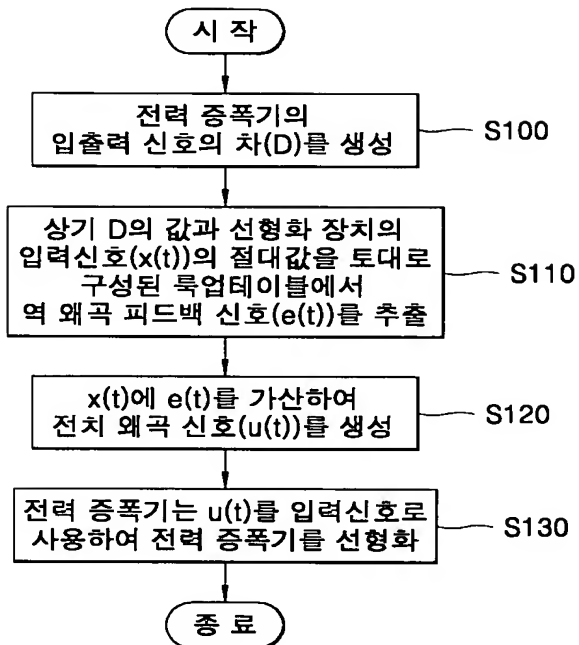 시 작
전력 증폭기의
입출력 신호의 차(D)를 생성
S100
상기 D의 값과 선형화 장치의
입력신호(x(t))의 절대값을 토대로
구성된 룩업테이블에서
역 왜곡 피드백 신호(e(t))를 추출
S110
x(t)에 e(t)를 가산하여
전치 왜곡 신호(u(t))를 생성
S120
전력 증폭기는 u(t)를 입력신호로
사용하여 전력 증폭기를 선형화
S130
종 료